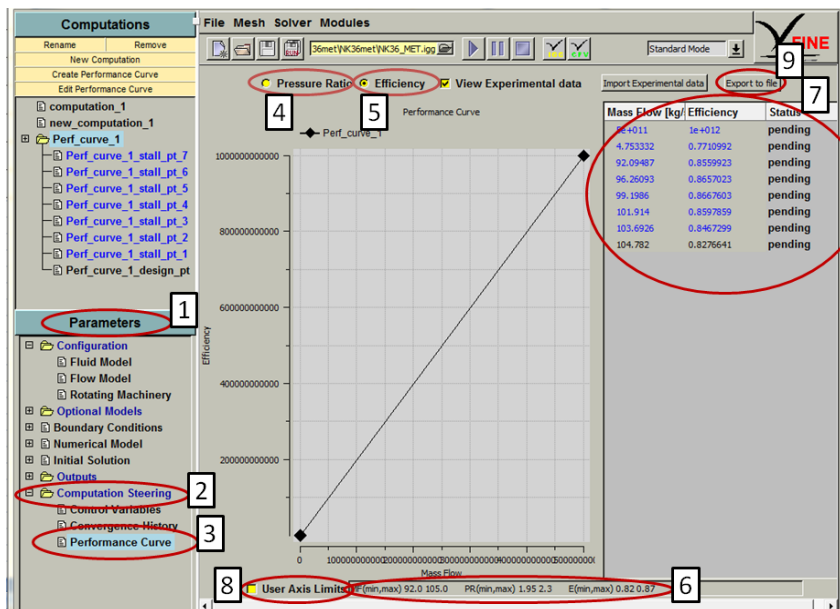 Computations
Rename Remove
New Computation
Create Performance Curve
Edit Performance Curve
computation_1
new_computation_1
Perf_curve_1
Perf_curve_1_stall_pt_7
Perf_curve_1_stall_pt_6
Perf_curve_1_stall_pt_5
Perf_curve_1_stall_pt_4
Perf_curve_1_stall_pt_3
Perf_curve_1_stall_pt_2
Perf_curve_1_stall_pt_1
Perf_curve_1_design_pt
Parameters
1
Configuration
Fluid Model
Flow Model
Rotating Machinery
Optional Models
Boundary Conditions
Numerical Model
Initial Solution
Outputs
Computation Steering
2
Control Variables
Convergence History
Performance Curve
3
File Mesh Solver Modules
36met\NK36met\NK36_MET.igg
Standard Mode
FINE
9
Pressure Ratio Efficiency View Experimental data
4
5
Import Experimental data Export to file
7
Performance Curve
Perf_curve_1
1000000000000
800000000000
600000000000
400000000000
200000000000
0
Efficiency
Mass Flow
Mass Flow [kg/ Efficiency Status
1e+012 pending
4.753332 0.7710992 pending
92.09487 0.8559923 pending
96.26093 0.8657023 pending
99.1986 0.8667603 pending
101.914 0.8597859 pending
103.6926 0.8467299 pending
104.782 0.8276641 pending
8
User Axis Limits
MF(min,max) 92.0 105.0 PR(min,max) 1.95 2.3 E(min,max) 0.82 0.87
6